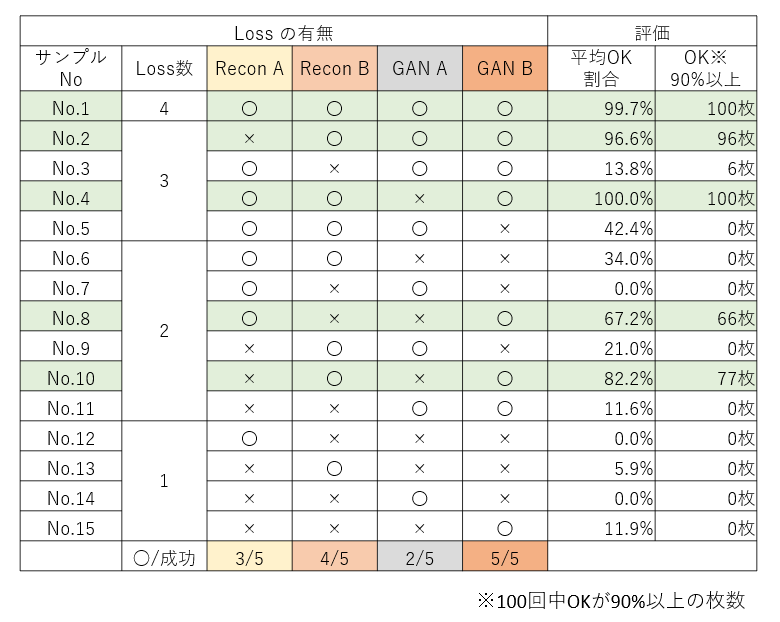 Loss の有無 評価
サンプル
No Loss数 Recon A Recon B GAN A GAN B 平均OK
割合 OK※
90%以上
No.1 4 〇 〇 〇 〇 99.7% 100枚
No.2 3 × 〇 〇 〇 96.6% 96枚
No.3 〇 × 〇 〇 13.8% 6枚
No.4 〇 〇 × 〇 100.0% 100枚
No.5 〇 〇 〇 × 42.4% 0枚
No.6 2 〇 〇 × × 34.0% 0枚
No.7 〇 × 〇 × 0.0% 0枚
No.8 〇 × × 〇 67.2% 66枚
No.9 × 〇 〇 × 21.0% 0枚
No.10 × 〇 × 〇 82.2% 77枚
No.11 × × 〇 〇 11.6% 0枚
No.12 1 〇 × × × 0.0% 0枚
No.13 × 〇 × × 5.9% 0枚
No.14 × × 〇 × 0.0% 0枚
No.15 × × × 〇 11.9% 0枚
〇/成功 3/5 4/5 2/5 5/5
※100回中OKが90%以上の枚数